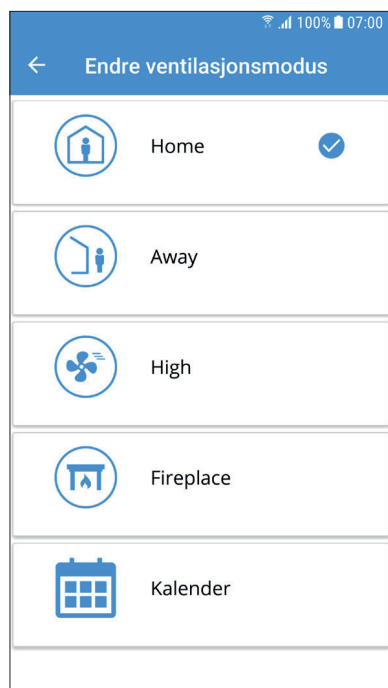 100% 07:00
Endre ventilasjonsmodus
Home
Away
High
Fireplace
Kalender